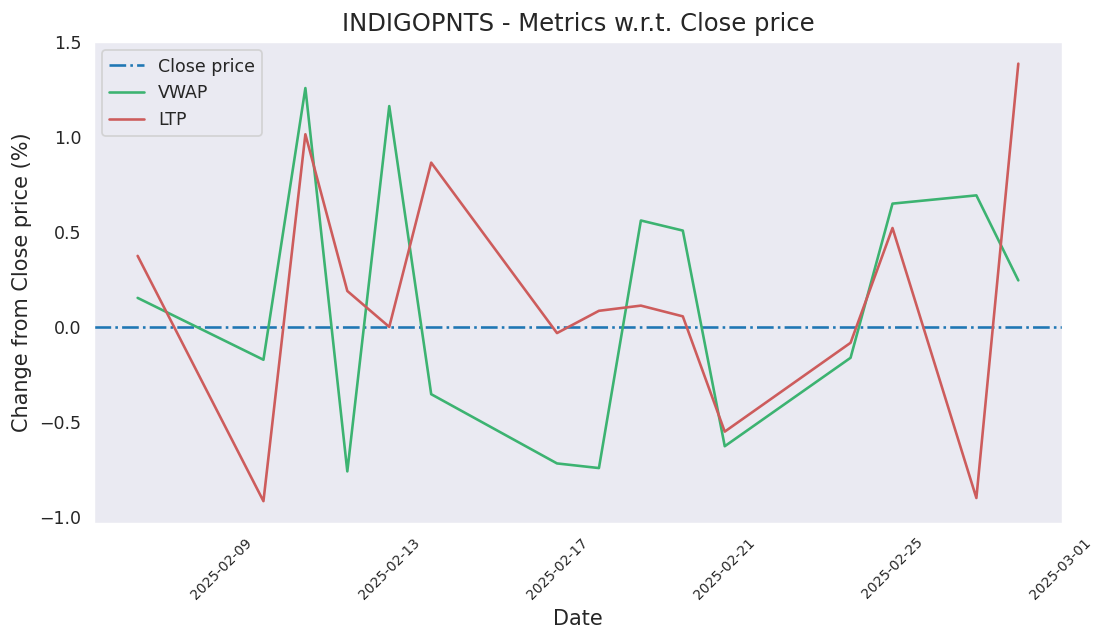 INDIGOPNTS - Metrics w.r.t. Close price
Close price
VWAP
LTP
Change from Close price (%)
1.5
1.0
0.5
0.0
−0.5
−1.0
2025-02-09
2025-02-13
2025-02-17
2025-02-21
2025-02-25
2025-03-01
Date